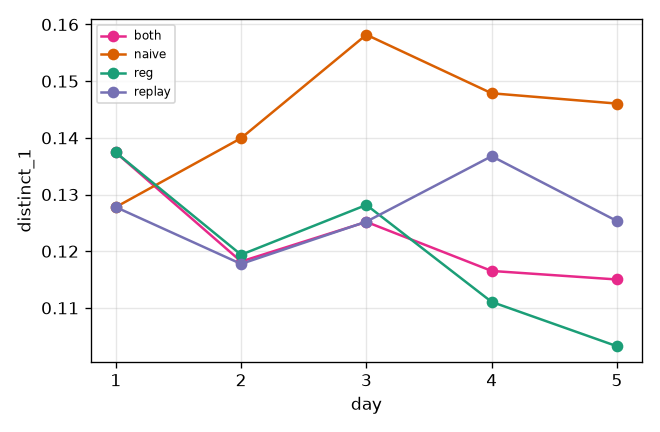 0.16
0.15
0.14
0.13
0.12
0.11
distinct_1
both
naive
reg
replay
1 2 3 4 5
day